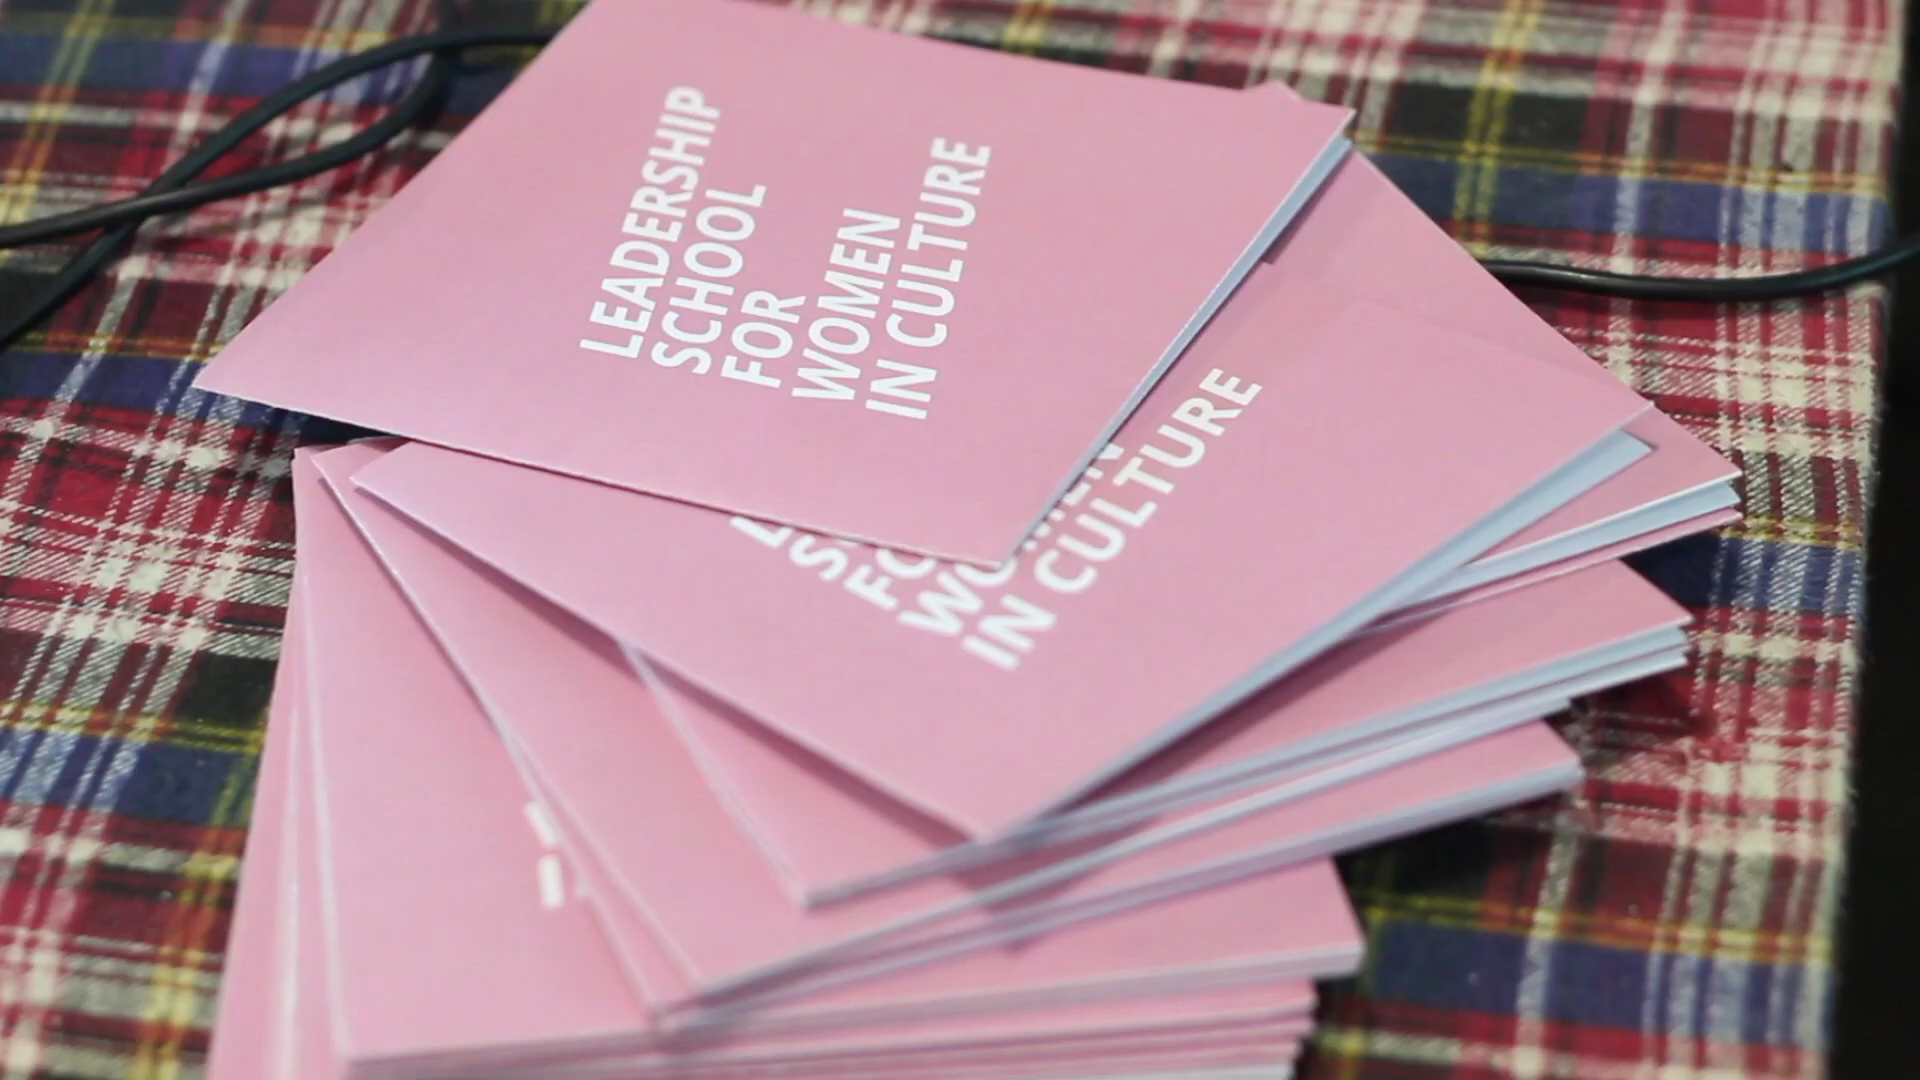 LEADERSHIP
SCHOOL
FOR
WOMEN
IN CULTURE
IN CULTURE